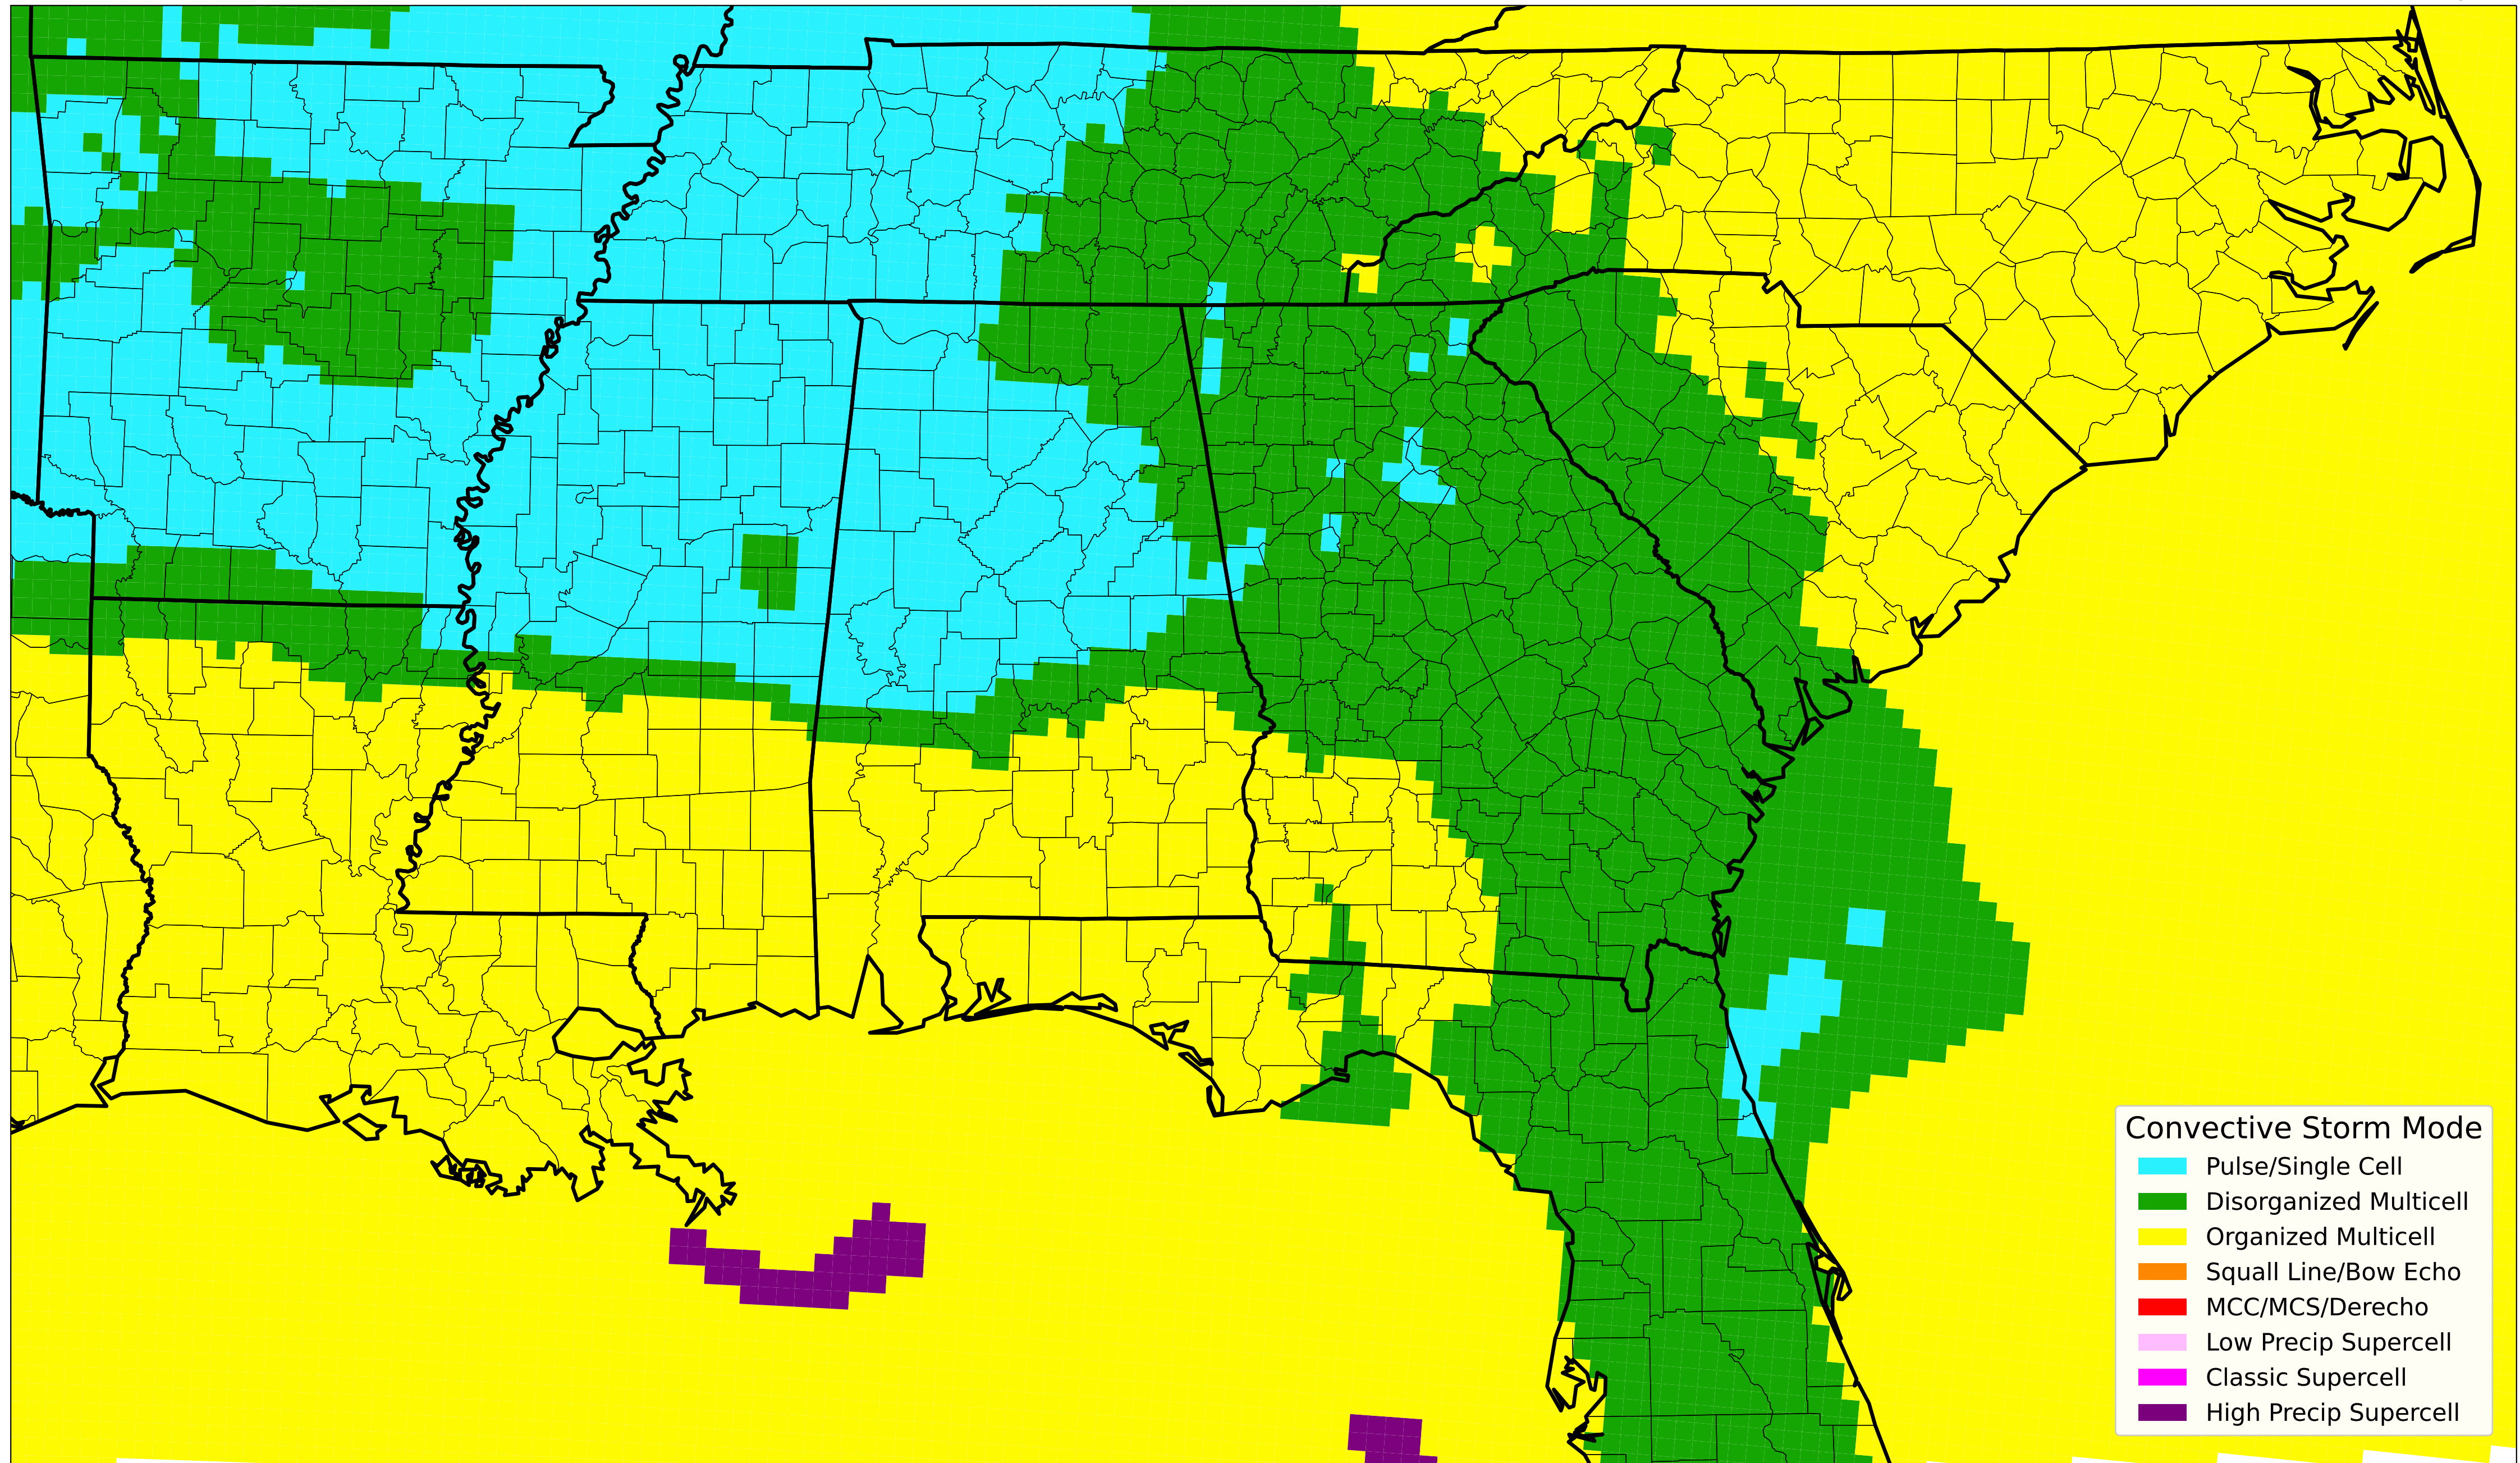 Convective Storm Mode
Pulse/Single Cell
Disorganized Multicell
Organized Multicell
Squall Line/Bow Echo
MCC/MCS/Derecho
Low Precip Supercell
Classic Supercell
High Precip Supercell